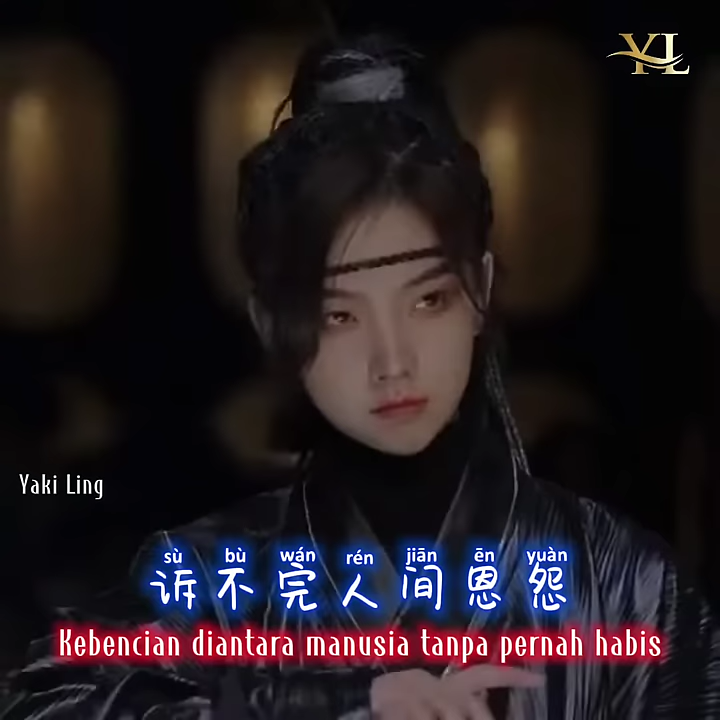 YL
Yaki Ling
sù bù wán rén jiān ēn yuàn
诉不完人间恩怨
Kebencian diantara manusia tanpa pernah habis